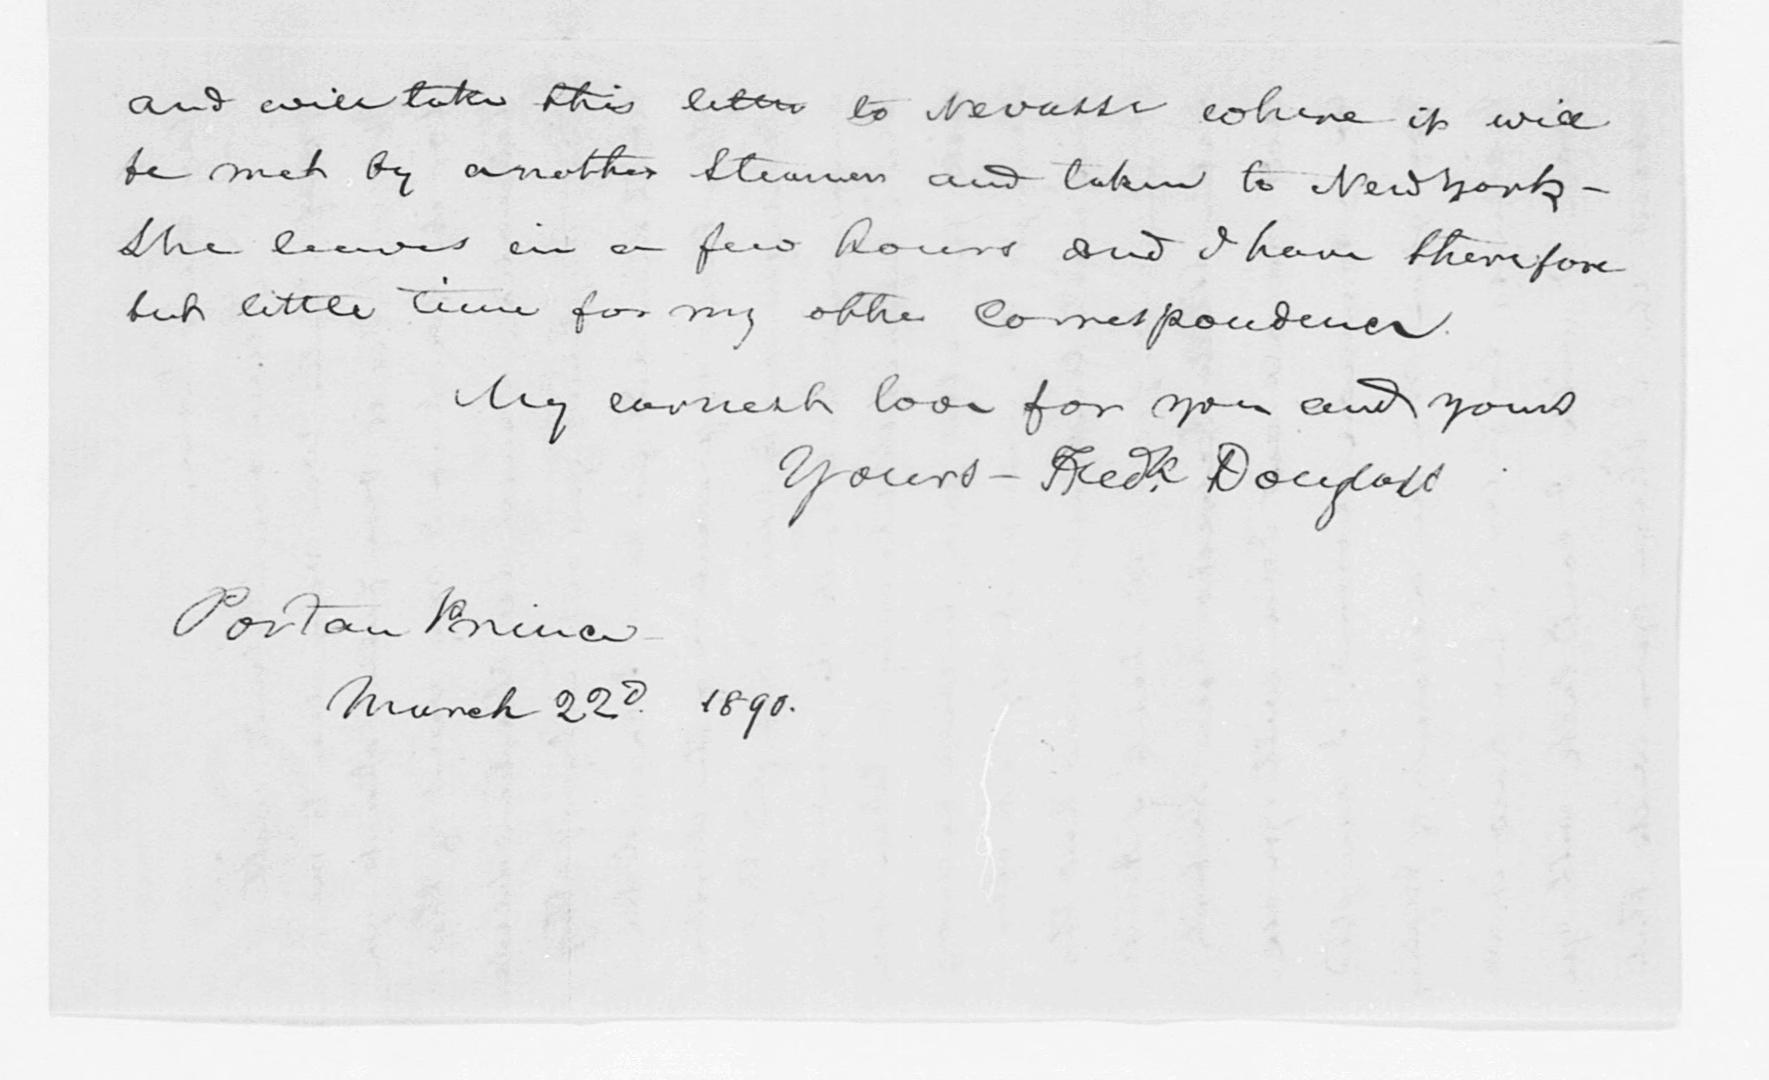 and will take this letter to Nevassa where it will
be met by another Steamer and taken to New York –
She leaves in a few hours and I have therefore
but little time for my othe Correspondence.
My earnest love for you and yours
Yours – Fredk Douglass
Port au Prince
March 22d. 1890.